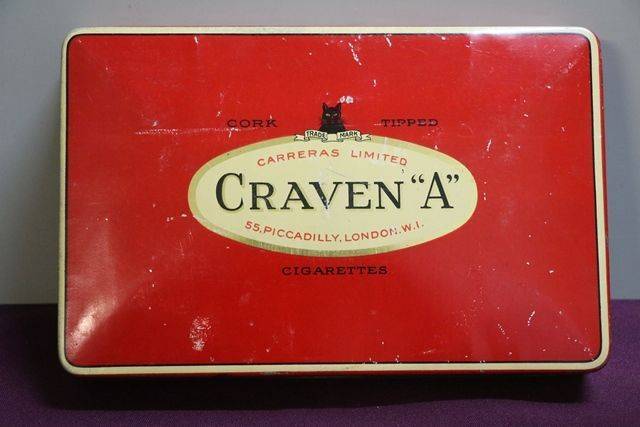 CORK TIPPED
TRADE MARK
CARRERAS LIMITED
CRAVEN "A"
55, PICCADILLY, LONDON. W.1.
CIGARETTES